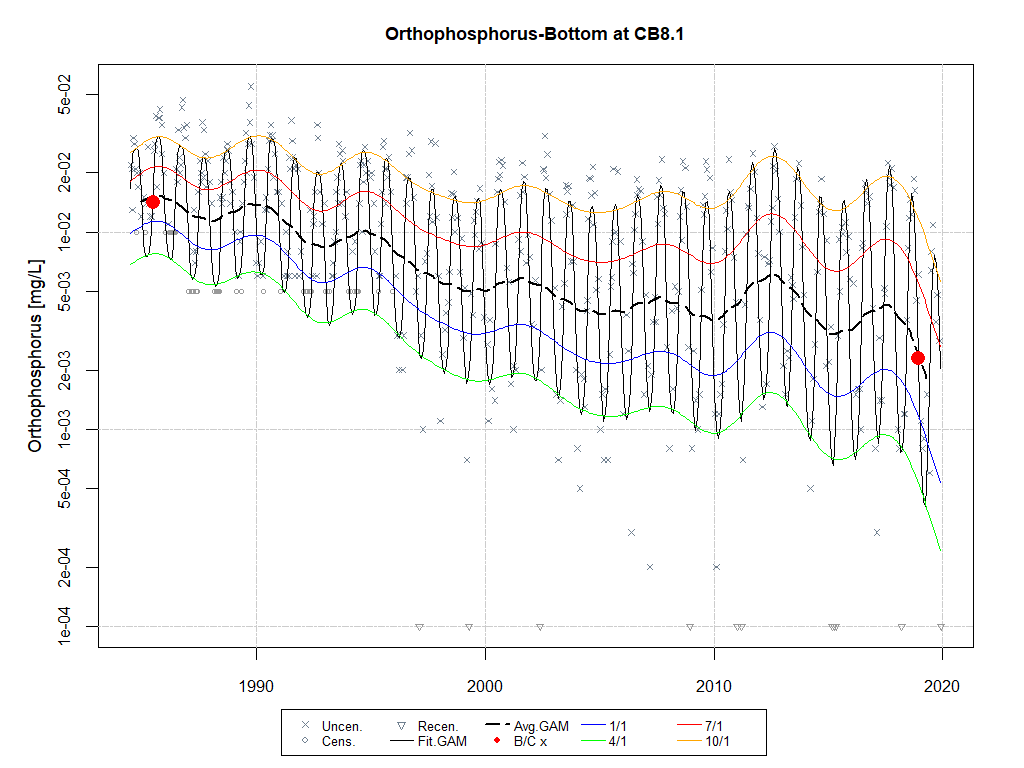 Orthophosphorus-Bottom at CB8.1
Orthophosphorus [mg/L]
5e-02
2e-02
1e-02
5e-03
2e-03
1e-03
5e-04
2e-04
1e-04
1990 2000 2010 2020
Uncen. Recen. Avg.GAM 1/1 7/1
Cens. Fit.GAM B/C x 4/1 10/1